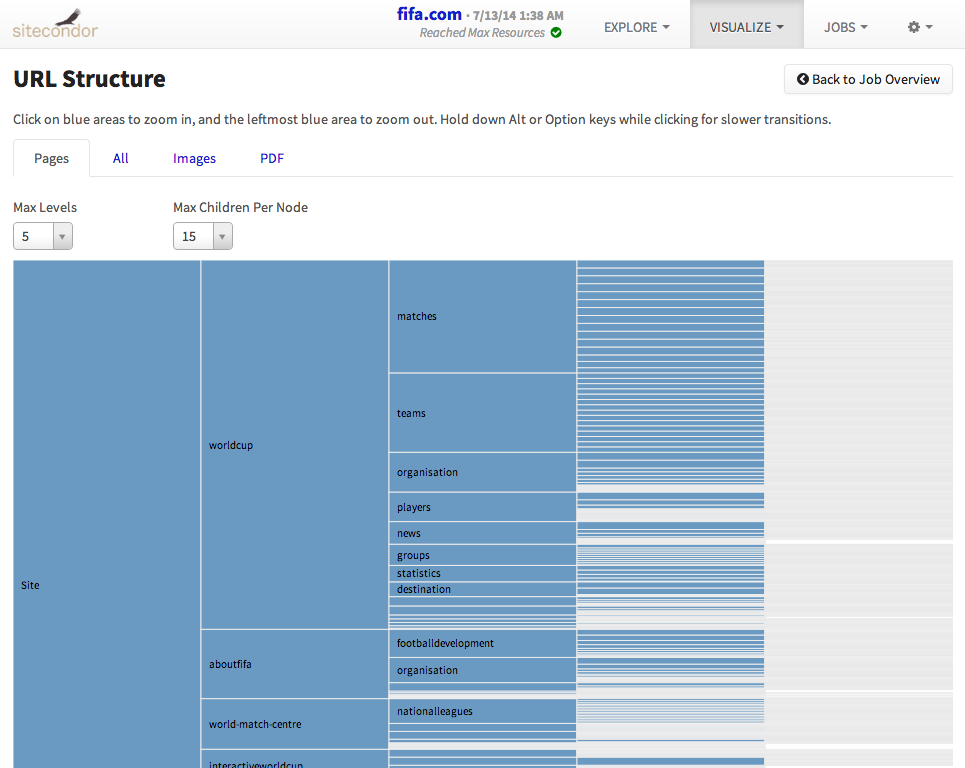 sitecondor
fifa.com · 7/13/14 1:38 AM
Reached Max Resources
EXPLORE
VISUALIZE
JOBS
URL Structure
Back to Job Overview
Click on blue areas to zoom in, and the leftmost blue area to zoom out. Hold down Alt or Option keys while clicking for slower transitions.
Pages
All
Images
PDF
Max Levels
Max Children Per Node
5
15
Site
worldcup
matches
teams
organisation
players
news
groups
statistics
destination
aboutfifa
footballdevelopment
organisation
world-match-centre
nationalleagues
interactiveworldcup